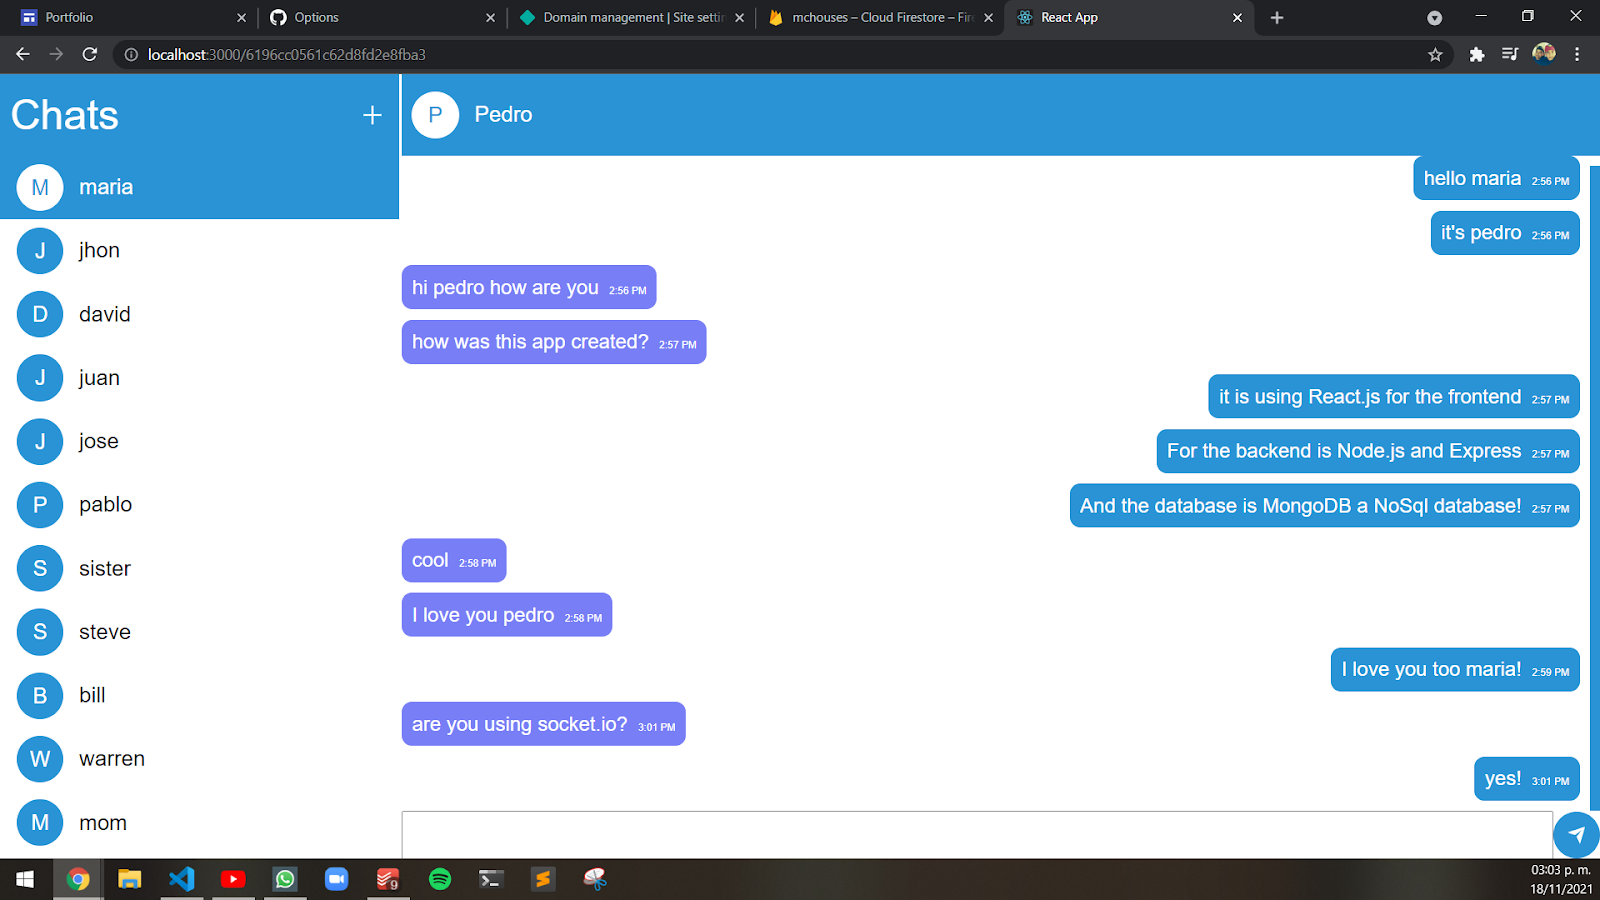 Portfolio
Options
Domain management | Site settin
mchouses – Cloud Firestore – Fire
React App
localhost:3000/6196cc0561c62d8fd2e8fba3
Chats
+
P
Pedro
M
maria
J
jhon
D
david
J
juan
J
jose
P
pablo
S
sister
S
steve
B
bill
W
warren
M
mom
hello maria 2:56 PM
it's pedro 2:56 PM
hi pedro how are you 2:56 PM
how was this app created? 2:57 PM
it is using React.js for the frontend 2:57 PM
For the backend is Node.js and Express 2:57 PM
And the database is MongoDB a NoSql database! 2:57 PM
cool 2:58 PM
I love you pedro 2:58 PM
I love you too maria! 2:59 PM
are you using socket.io? 3:01 PM
yes! 3:01 PM
9
03:03 p. m.
18/11/2021